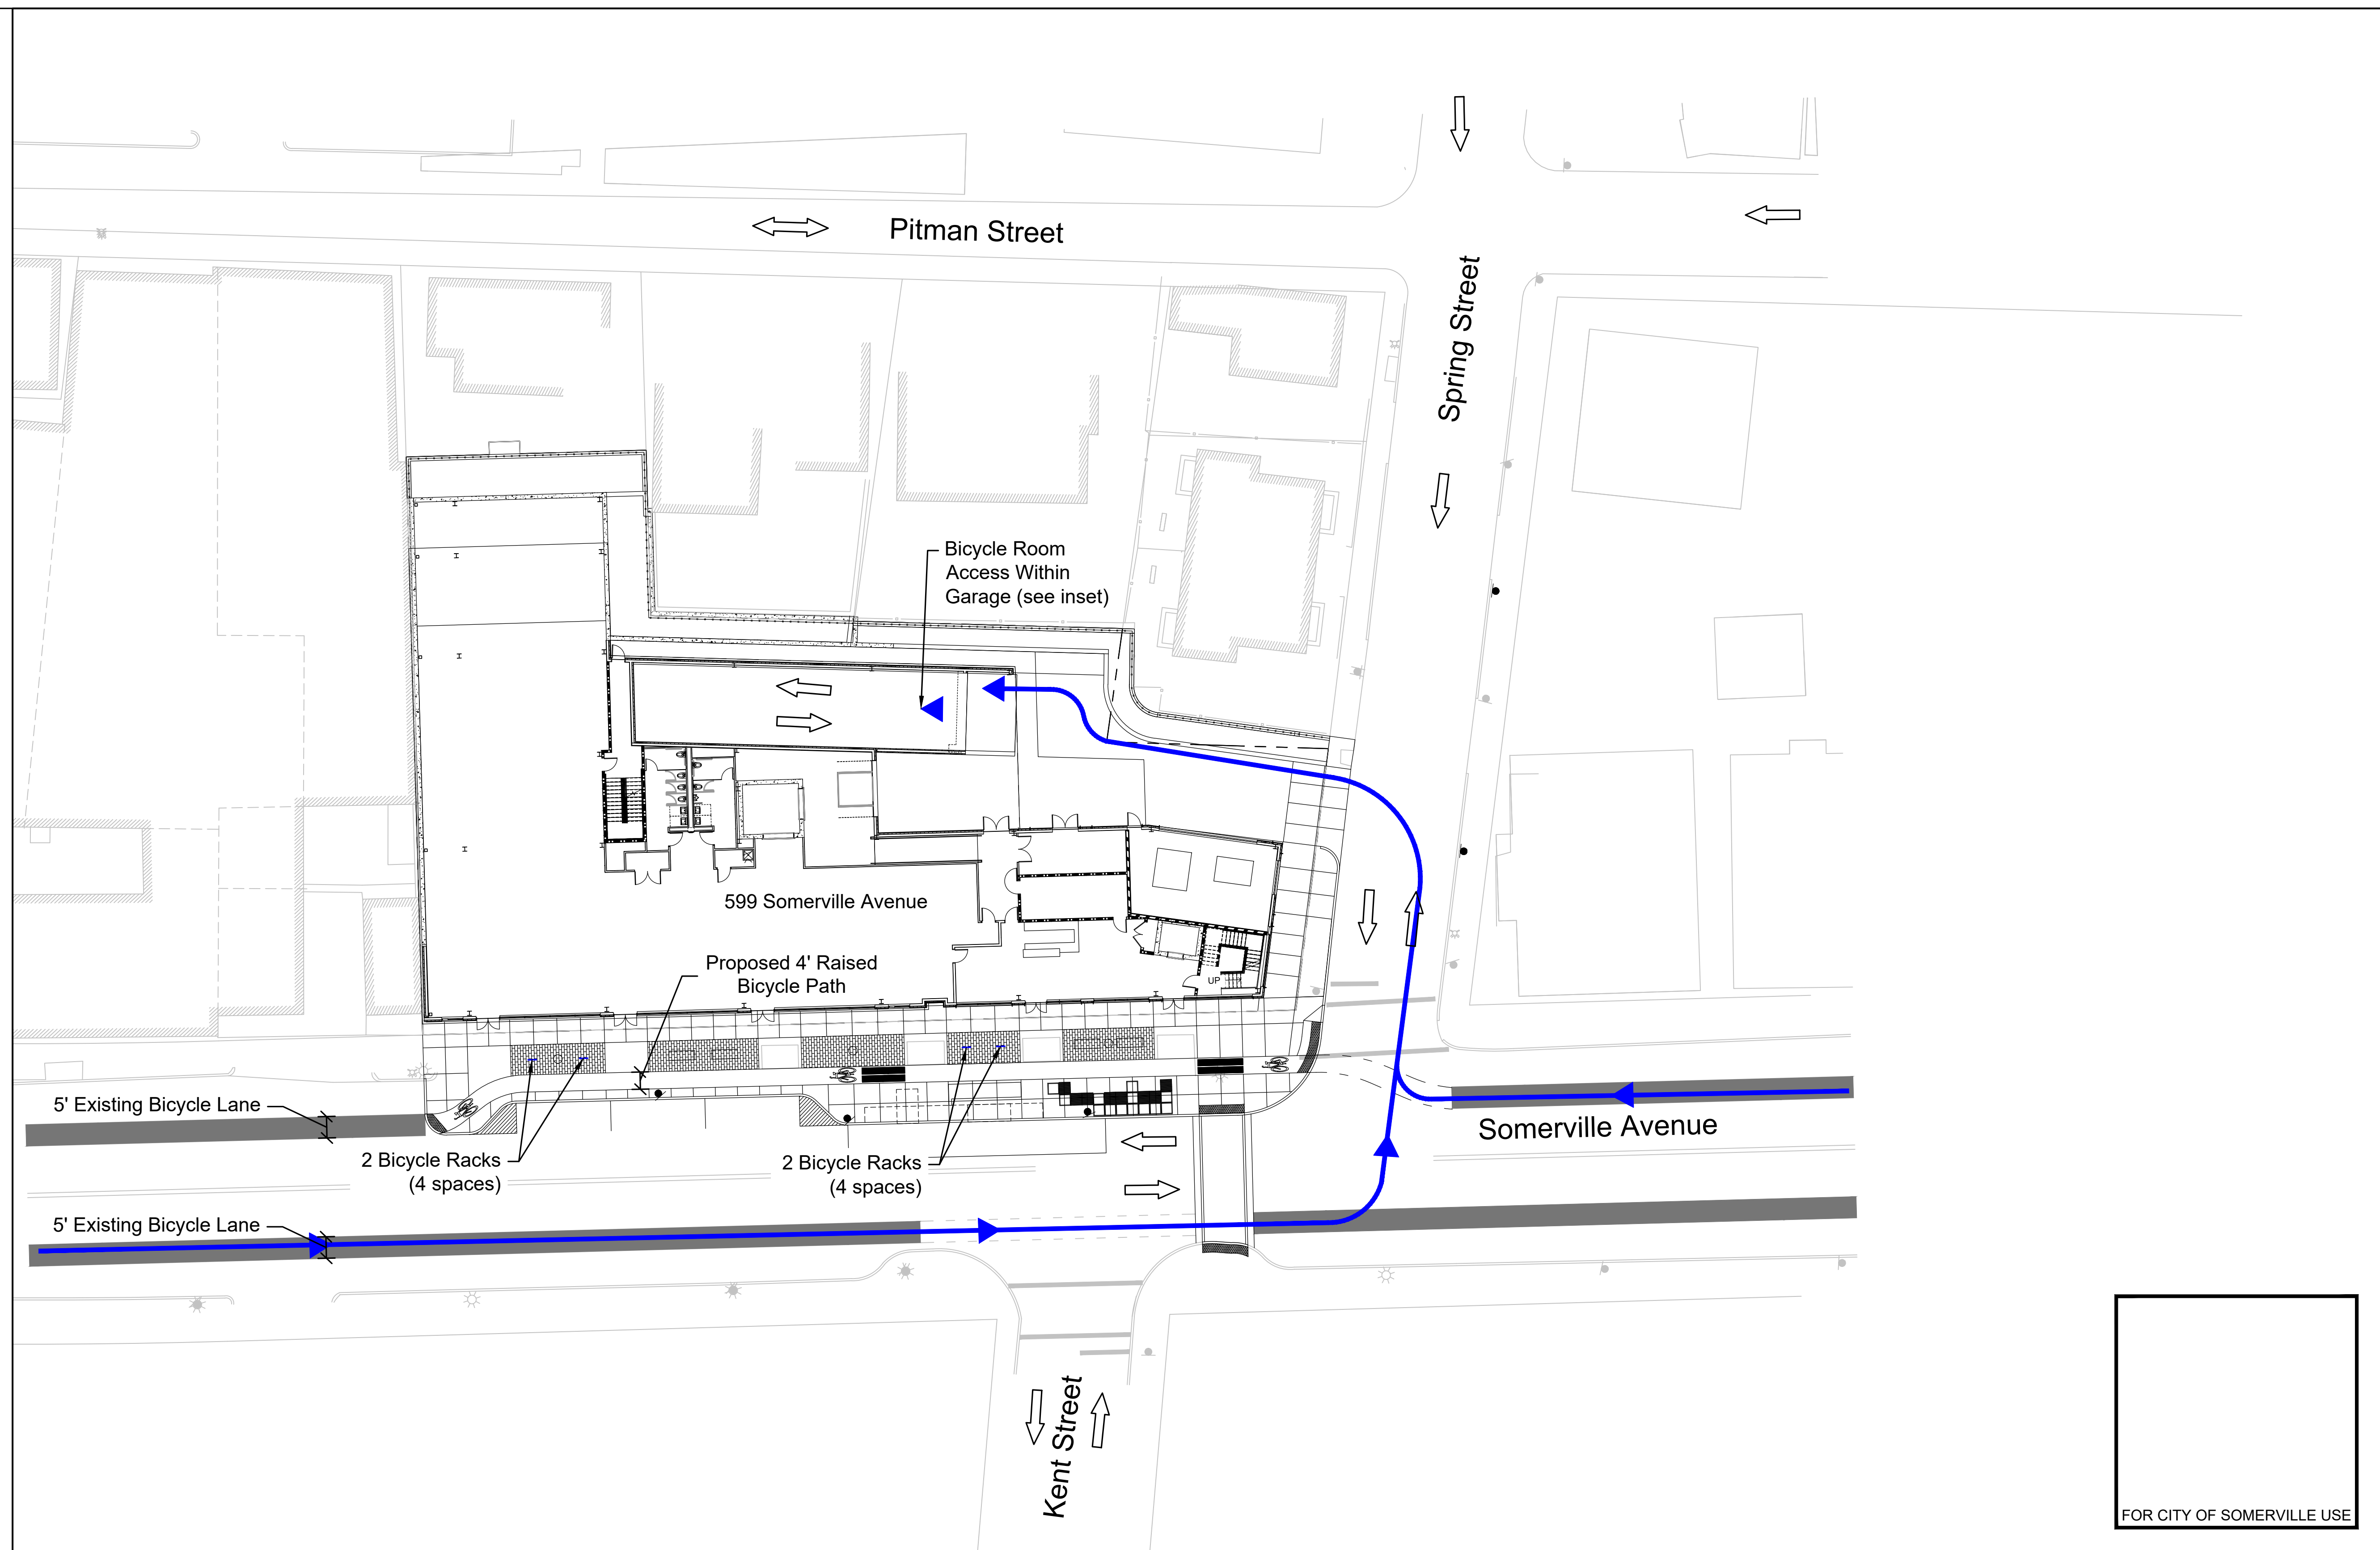 Pitman Street
Spring Street
Bicycle Room
Access Within
Garage (see inset)
599 Somerville Avenue
Proposed 4' Raised
Bicycle Path
UP
5' Existing Bicycle Lane
Somerville Avenue
2 Bicycle Racks
(4 spaces)
2 Bicycle Racks
(4 spaces)
5' Existing Bicycle Lane
Kent Street
FOR CITY OF SOMERVILLE USE